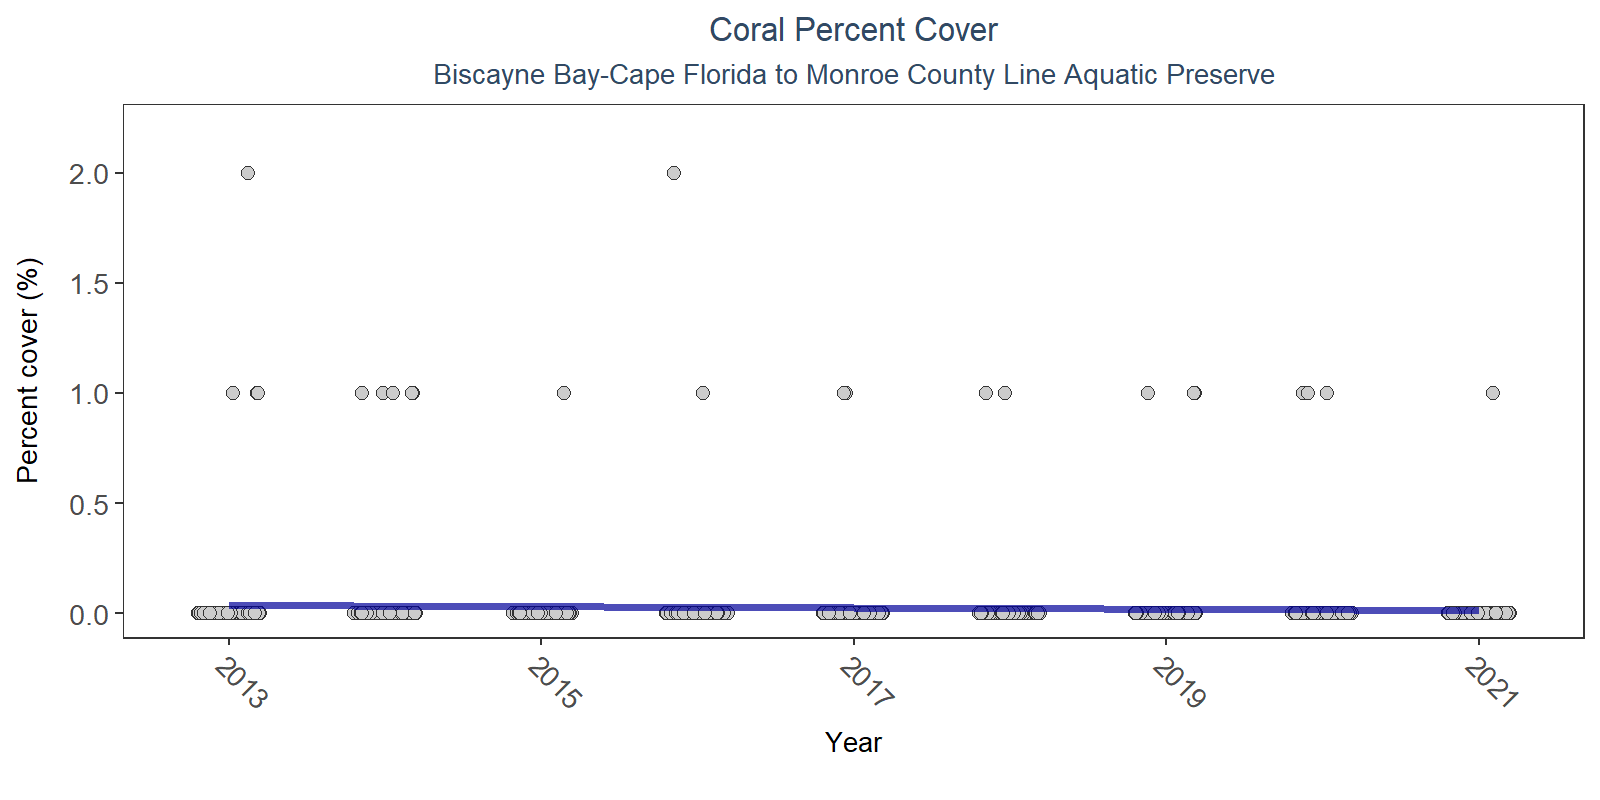 Coral Percent Cover
Biscayne Bay-Cape Florida to Monroe County Line Aquatic Preserve
Percent cover (%)
2.0
1.5
1.0
0.5
0.0
2013
2015
2017
2019
2021
Year